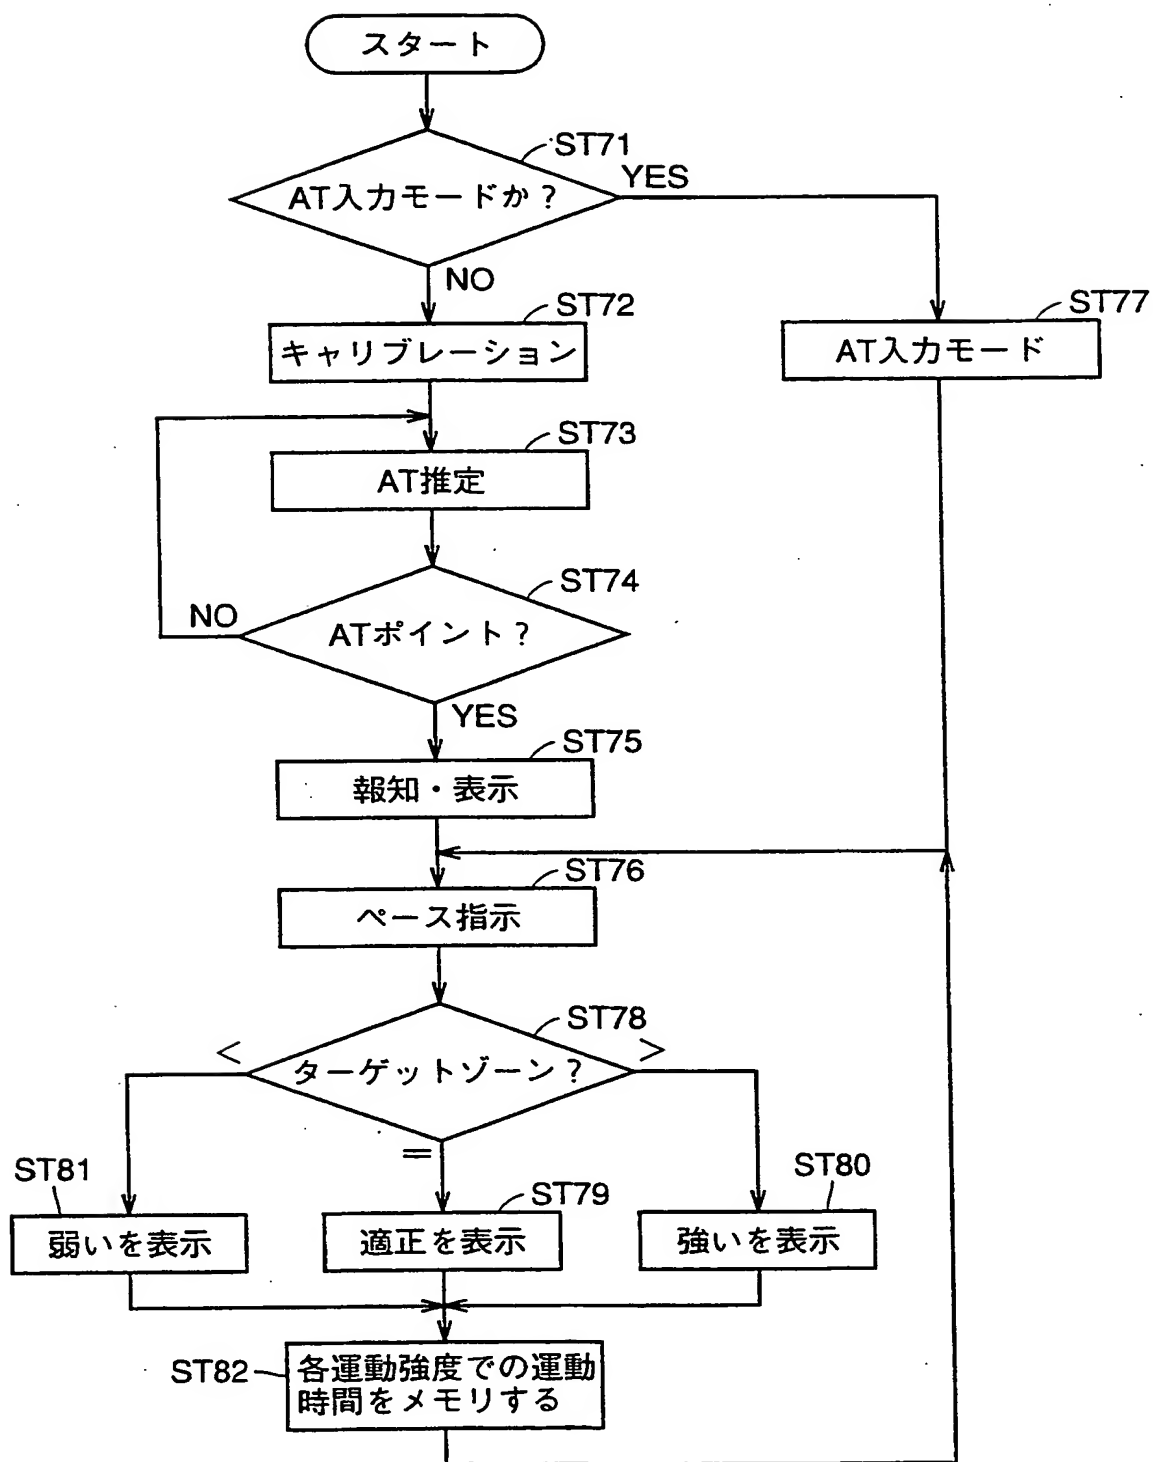 スタート
ST71
AT入力モードか？
YES
NO
ST72
キャリブレーション
ST77
AT入力モード
ST73
AT推定
ST74
ATポイント？
NO
YES
ST75
報知・表示
ST76
ペース指示
ST78
ターゲットゾーン？
<
>
=
ST81
弱いを表示
ST79
適正を表示
ST80
強いを表示
ST82
各運動強度での運動
時間をメモリする